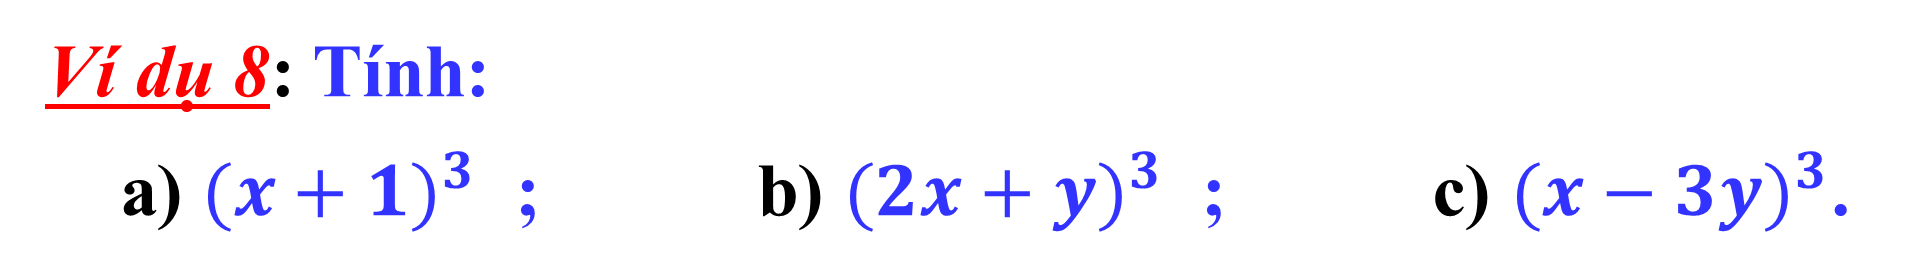 Ví dụ 8: Tính:
a) (x + 1)³ ; b) (2x + y)³ ; c) (x − 3y)³.